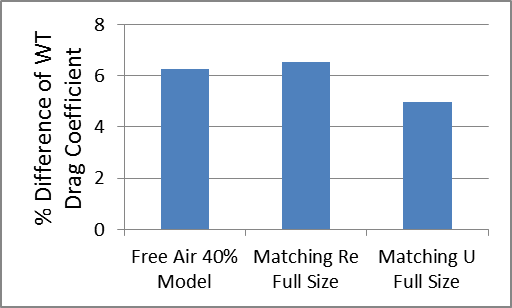 % Difference of WT
Drag Coefficient
8
6
4
2
0
Free Air 40%
Model
Matching Re
Full Size
Matching U
Full Size